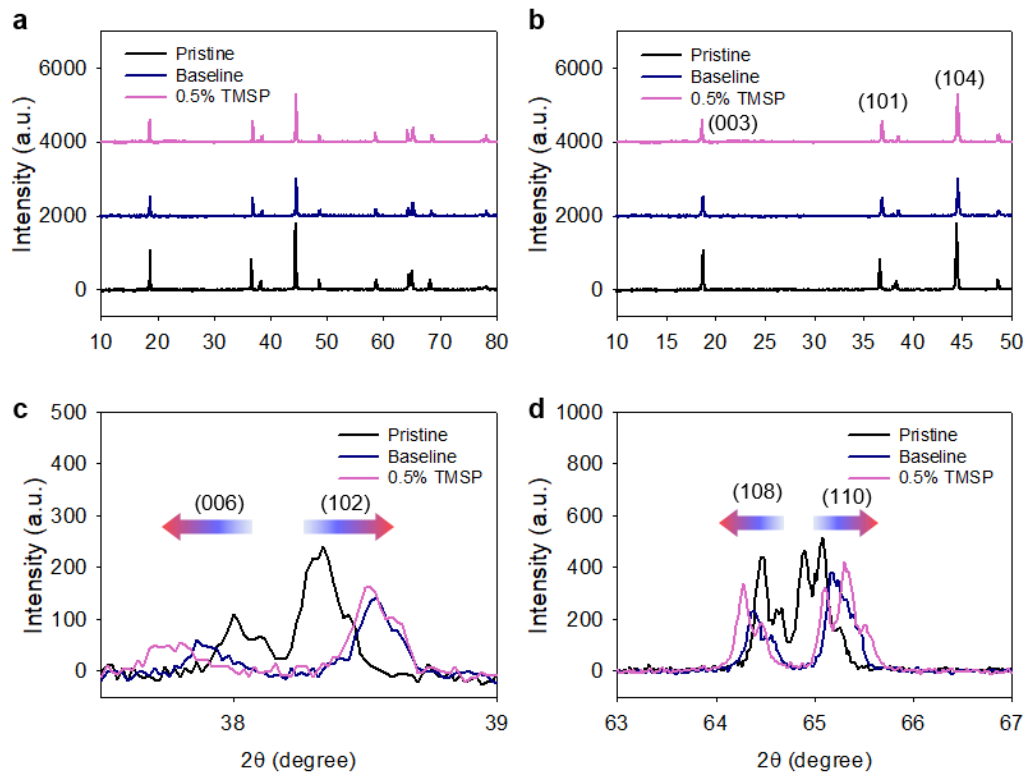 a
Pristine
Baseline
0.5% TMSP
Intensity (a.u.)
6000
4000
2000
0
10 20 30 40 50 60 70 80
b
Pristine
Baseline
0.5% TMSP
(003)
(101)
(104)
Intensity (a.u.)
6000
4000
2000
0
10 15 20 25 30 35 40 45 50
c
Pristine
Baseline
0.5% TMSP
(006)
(102)
Intensity (a.u.)
500
400
300
200
100
0
38 39
2θ (degree)
d
Pristine
Baseline
0.5% TMSP
(108)
(110)
Intensity (a.u.)
1000
800
600
400
200
0
63 64 65 66 67
2θ (degree)